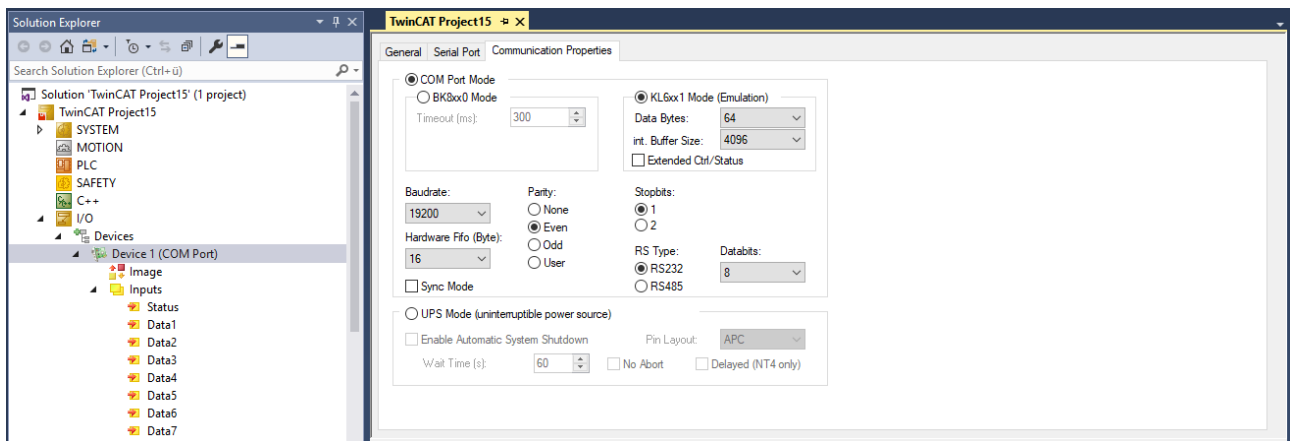 Solution Explorer
Search Solution Explorer (Ctrl+ü)
Solution 'TwinCAT Project15' (1 project)
TwinCAT Project15
SYSTEM
MOTION
PLC
SAFETY
C++
I/O
Devices
Device 1 (COM Port)
Image
Inputs
Status
Data1
Data2
Data3
Data4
Data5
Data6
Data7
TwinCAT Project15
General Serial Port Communication Properties
COM Port Mode
BK8xx0 Mode
Timeout (ms): 300
KL6xx1 Mode (Emulation)
Data Bytes: 64
int. Buffer Size: 4096
Extended Ctrl/Status
Baudrate:
19200
Hardware Fifo (Byte):
16
Sync Mode
Parity:
None
Even
Odd
User
Stopbits:
1
2
RS Type:
RS232
RS485
Databits:
8
UPS Mode (uninterruptible power source)
Enable Automatic System Shutdown Pin Layout: APC
Wait Time (s): 60 No Abort Delayed (NT4 only)